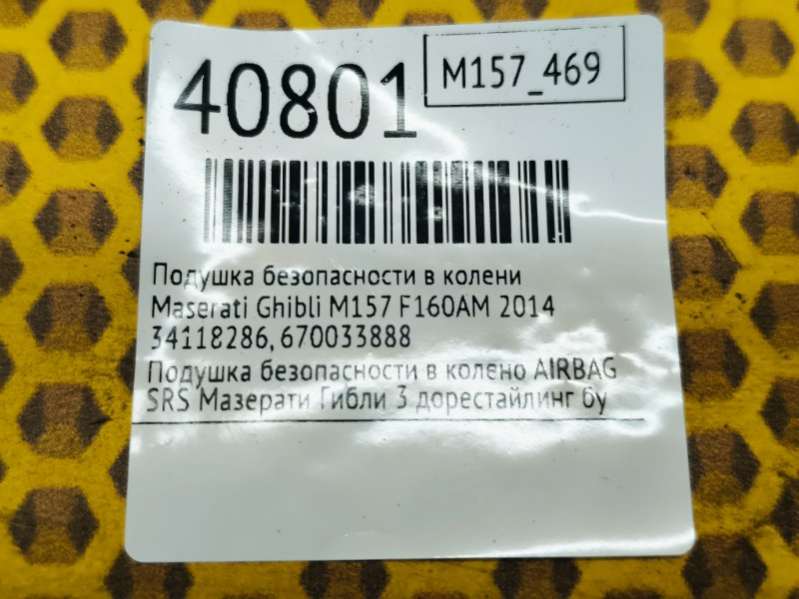 40801
M157_469
Подушка безопасности в колени
Maserati Ghibli M157 F160AM 2014
34118286, 670033888
Подушка безопасности в колено AIRBAG
SRS Мазерати Гибли 3 дорестайлинг бу